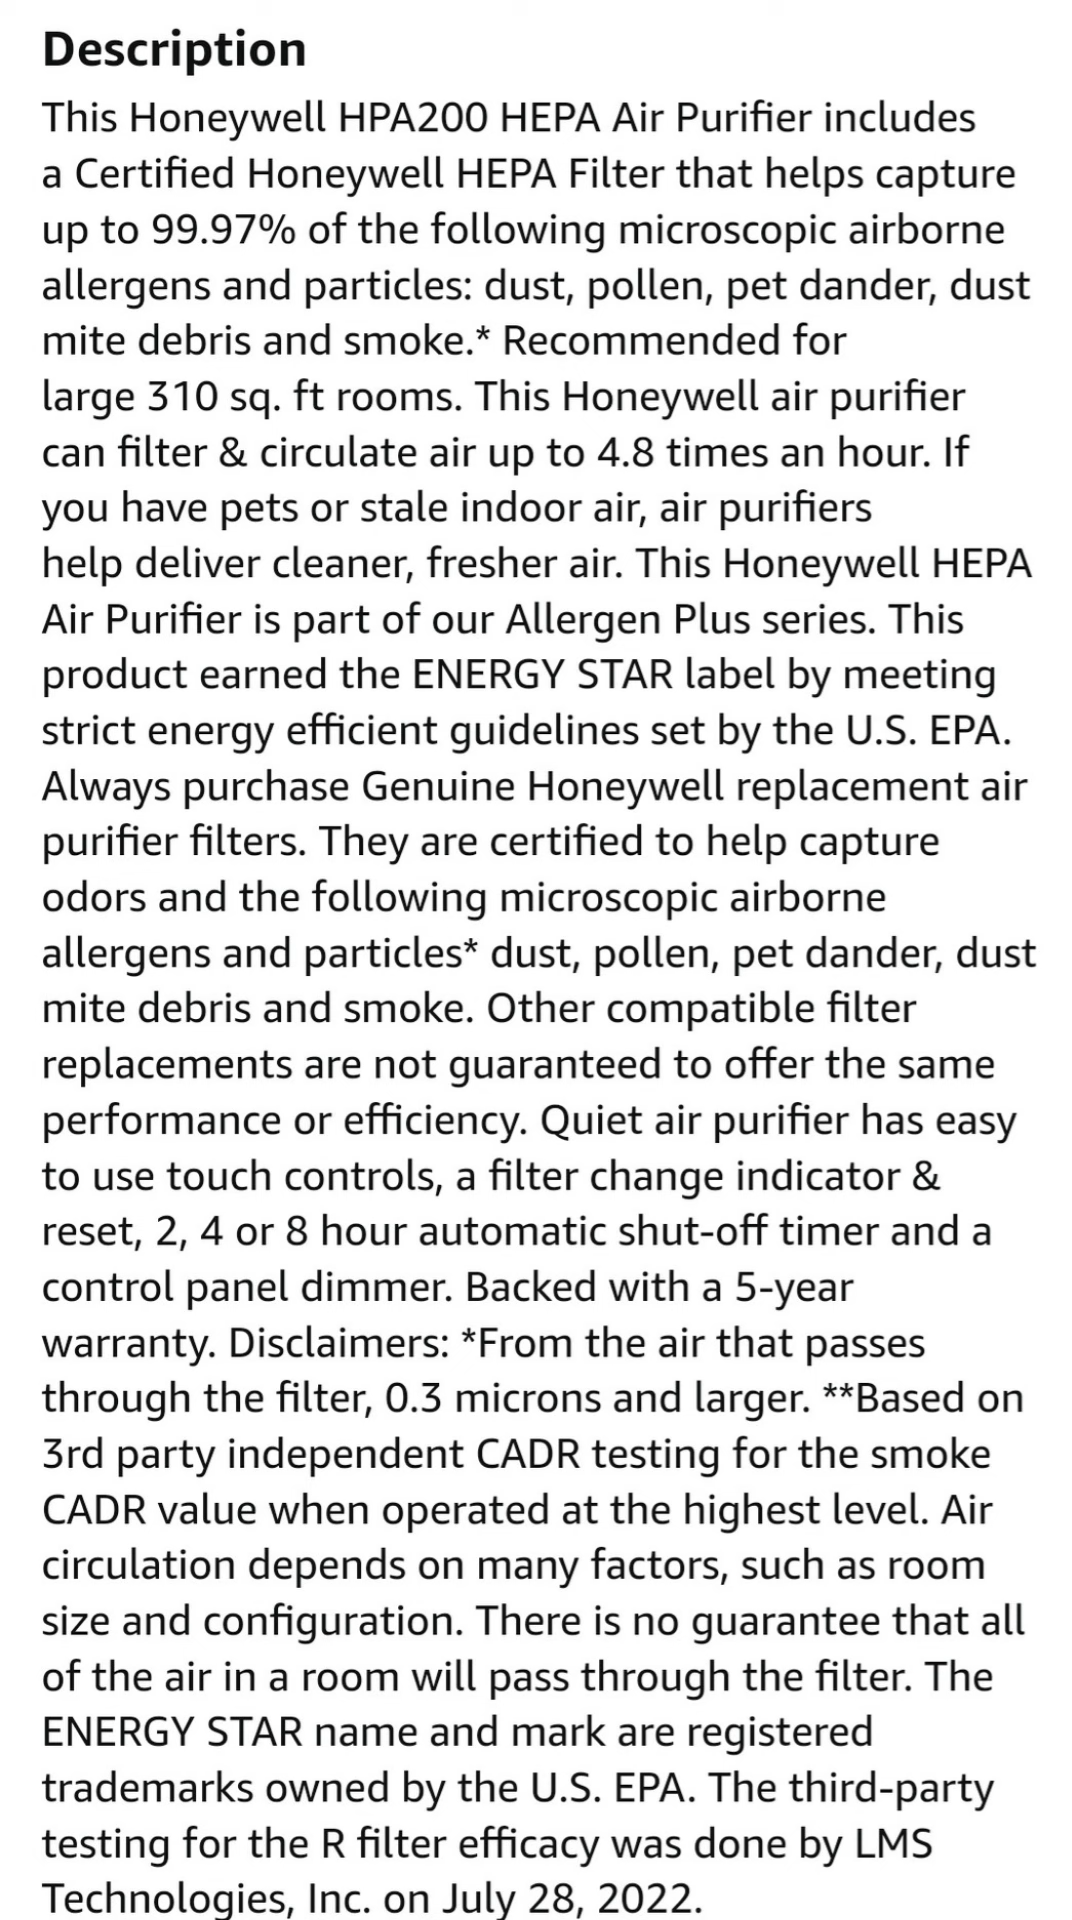 Description
This Honeywell HPA200 HEPA Air Purifier includes
a Certified Honeywell HEPA Filter that helps capture
up to 99.97% of the following microscopic airborne
allergens and particles: dust, pollen, pet dander, dust
mite debris and smoke.* Recommended for
large 310 sq. ft rooms. This Honeywell air purifier
can filter & circulate air up to 4.8 times an hour. If
you have pets or stale indoor air, air purifiers
help deliver cleaner, fresher air. This Honeywell HEPA
Air Purifier is part of our Allergen Plus series. This
product earned the ENERGY STAR label by meeting
strict energy efficient guidelines set by the U.S. EPA.
Always purchase Genuine Honeywell replacement air
purifier filters. They are certified to help capture
odors and the following microscopic airborne
allergens and particles* dust, pollen, pet dander, dust
mite debris and smoke. Other compatible filter
replacements are not guaranteed to offer the same
performance or efficiency. Quiet air purifier has easy
to use touch controls, a filter change indicator &
reset, 2, 4 or 8 hour automatic shut-off timer and a
control panel dimmer. Backed with a 5-year
warranty. Disclaimers: *From the air that passes
through the filter, 0.3 microns and larger. **Based on
3rd party independent CADR testing for the smoke
CADR value when operated at the highest level. Air
circulation depends on many factors, such as room
size and configuration. There is no guarantee that all
of the air in a room will pass through the filter. The
ENERGY STAR name and mark are registered
trademarks owned by the U.S. EPA. The third-party
testing for the R filter efficacy was done by LMS
Technologies, Inc. on July 28, 2022.